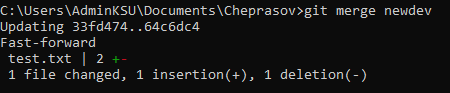 C:\Users\AdminKSU\Documents\Cheprasov>git merge newdev
Updating 33fd474..64c6dc4
Fast-forward
 test.txt | 2 +-
 1 file changed, 1 insertion(+), 1 deletion(-)